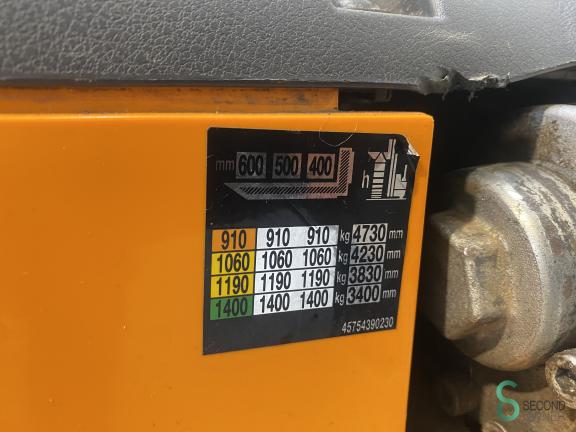 mm 600 500 400
h
910 910 910 kg 4730 mm
1060 1060 1060 kg 4230 mm
1190 1190 1190 kg 3830 mm
1400 1400 1400 kg 3400 mm
45754390230
SECOND